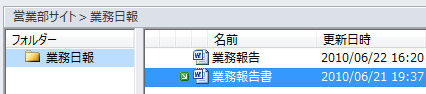 営業部サイト > 業務日報
フォルダー 名前 更新日時
業務日報 業務報告 2010/06/22 16:20
業務報告書 2010/06/21 19:37